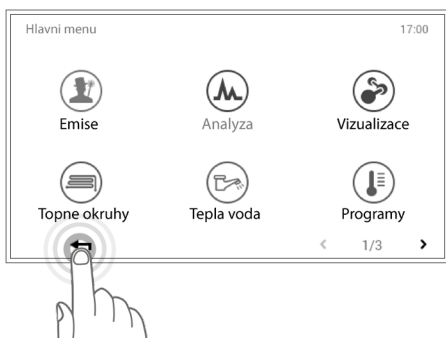 Hlavni menu 17:00
Emise Analyza Vizualizace
Topne okruhy Tepla voda Programy
1/3